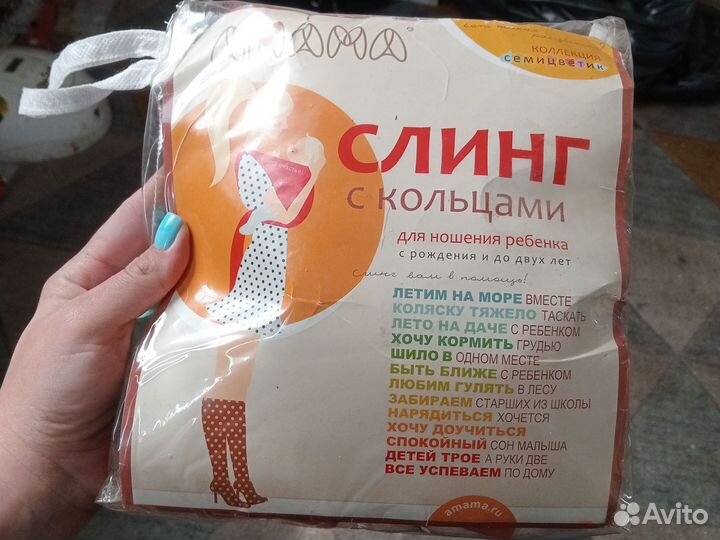 АМАМА®
КОЛЛЕКЦИЯ
семицветик
СЛИНГ
С КОЛЬЦАМИ
для ношения ребенка
с рождения и до двух лет
слинг вам в помощь!
ЛЕТИМ НА МОРЕ ВМЕСТЕ
КОЛЯСКУ ТЯЖЕЛО ТАСКАТЬ
ЛЕТО НА ДАЧЕ С РЕБЕНКОМ
ХОЧУ КОРМИТЬ ГРУДЬЮ
ШИЛО В ОДНОМ МЕСТЕ
БЫТЬ БЛИЖЕ С РЕБЕНКОМ
ЛЮБИМ ГУЛЯТЬ В ЛЕСУ
ЗАБИРАЕМ СТАРШИХ ИЗ ШКОЛЫ
НАРЯДИТЬСЯ ХОЧЕТСЯ
ХОЧУ ДОУЧИТЬСЯ
СПОКОЙНЫЙ СОН МАЛЫША
ДЕТЕЙ ТРОЕ А РУКИ ДВЕ
ВСЕ УСПЕВАЕМ ПО ДОМУ
amama.ru
Avito